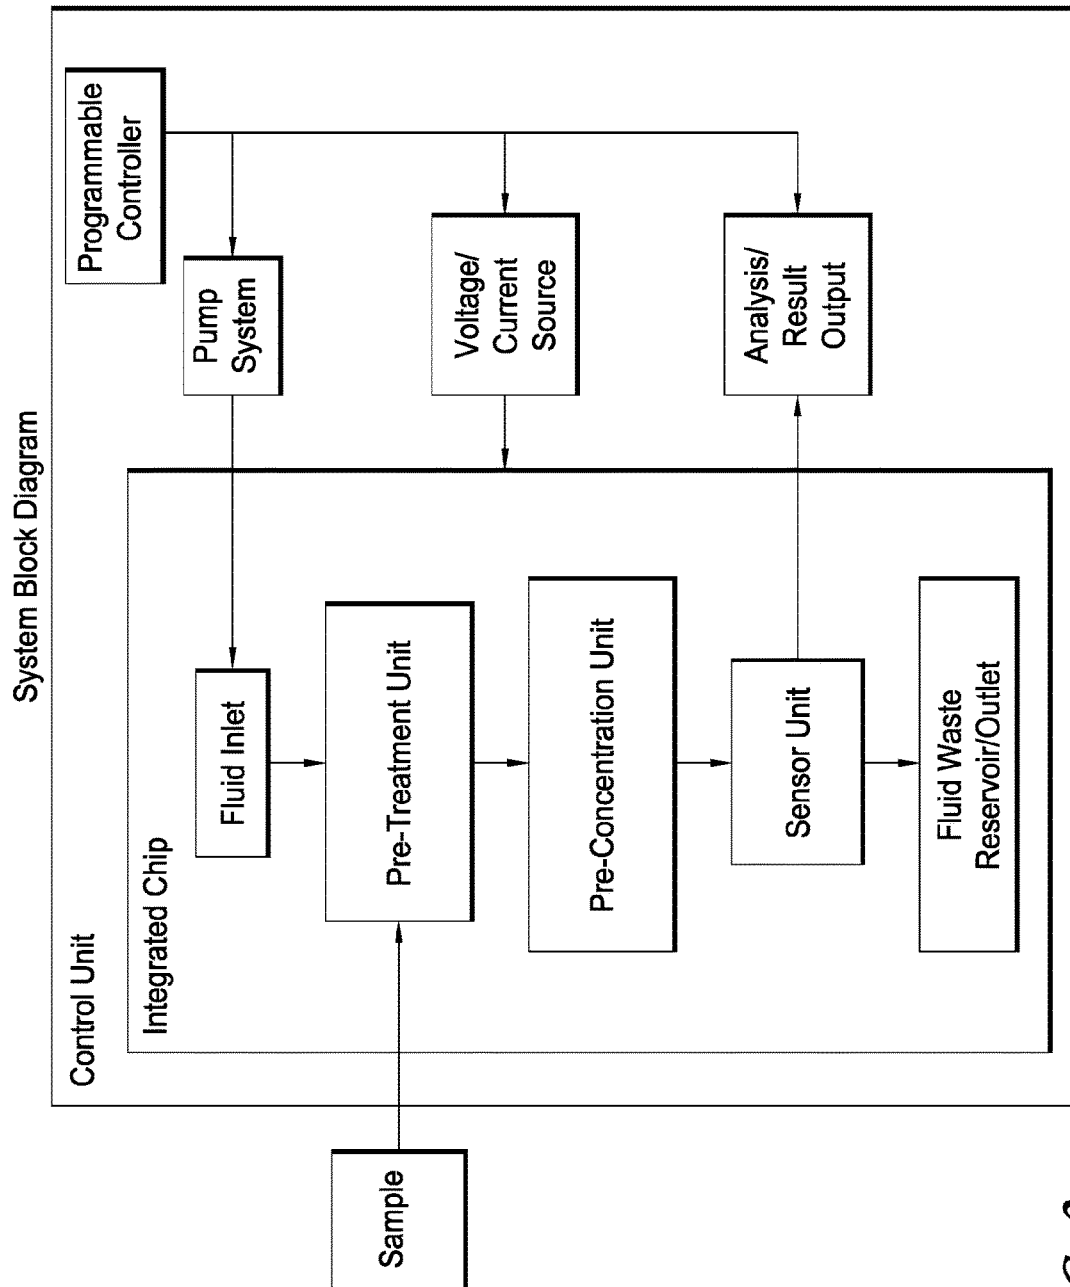 System Block Diagram
Control Unit
Integrated Chip
Programmable
Controller
Pump
System
Voltage/
Current
Source
Analysis/
Result
Output
Fluid Inlet
Pre-Treatment Unit
Pre-Concentration Unit
Sensor Unit
Fluid Waste
Reservoir/Outlet
Sample